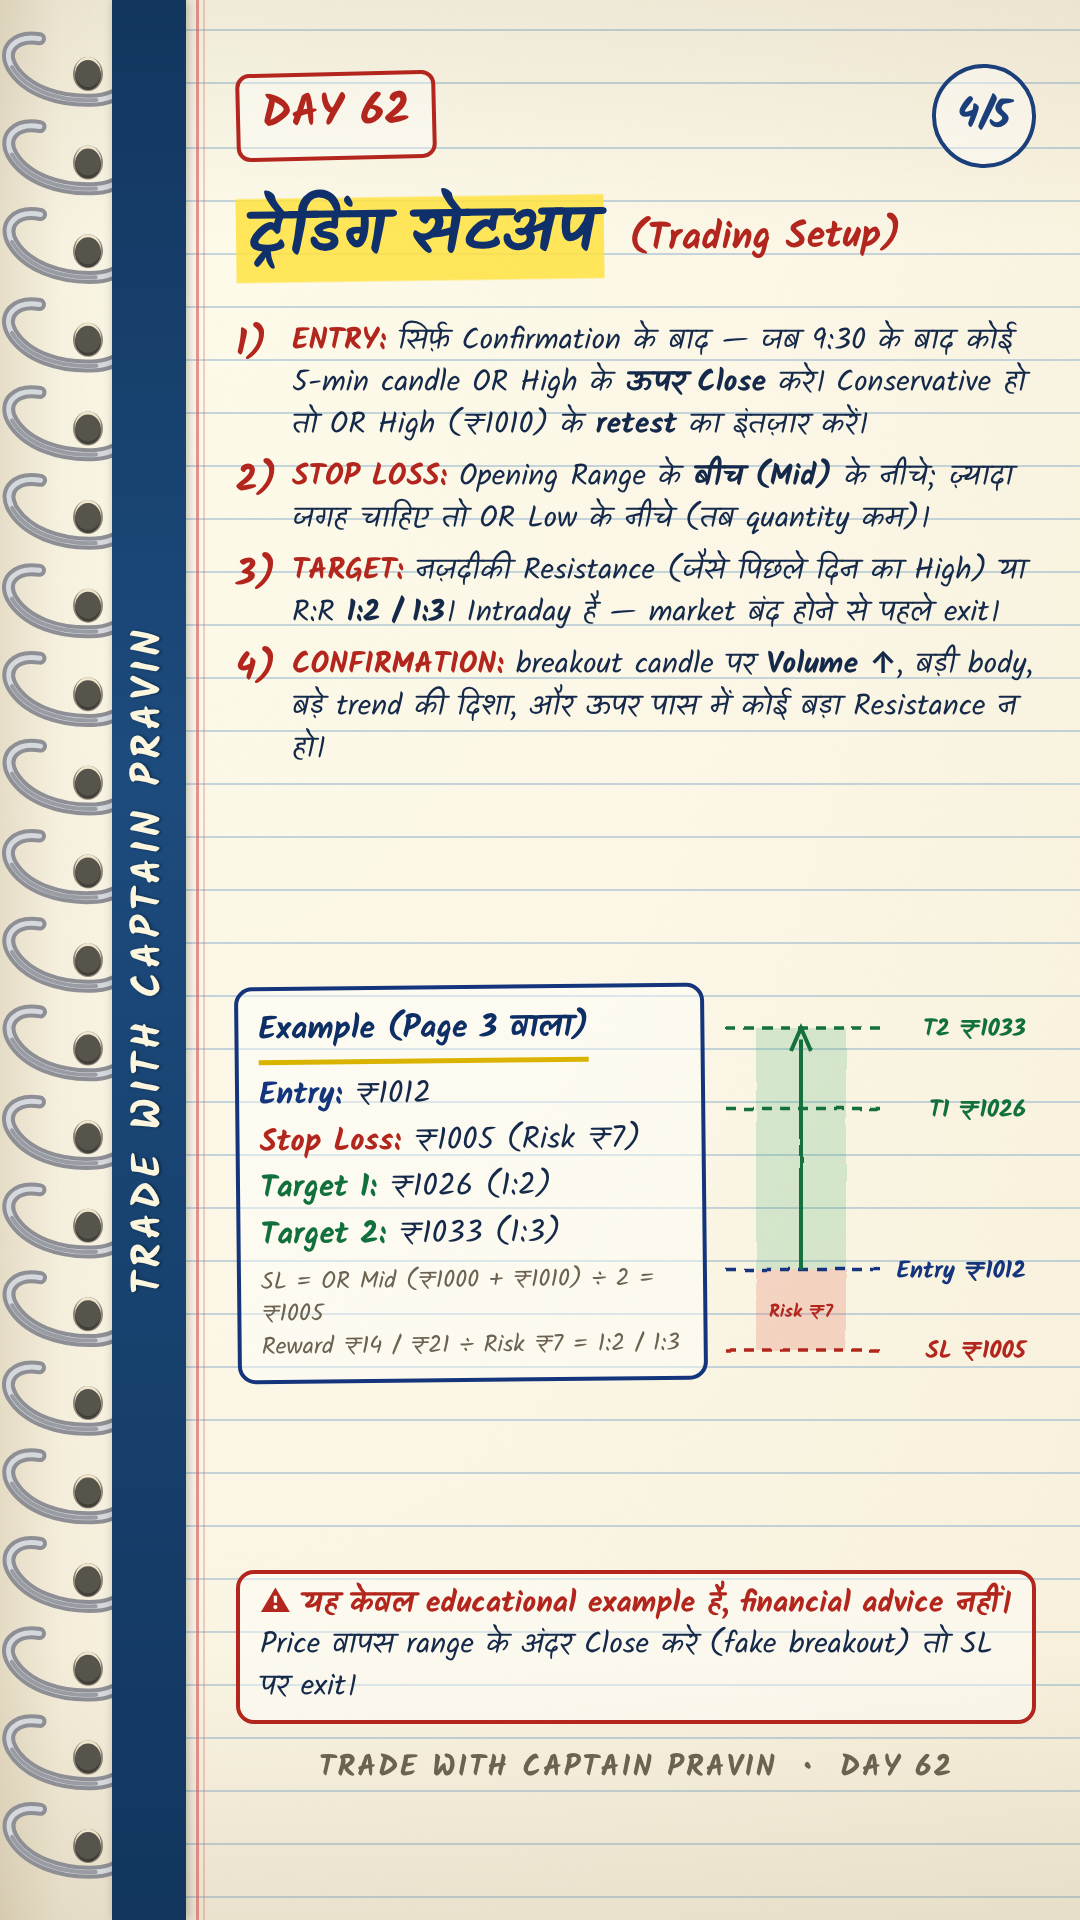 DAY 62
4/5
ट्रेडिंग सेटअप (Trading Setup)
1) ENTRY: सिर्फ़ Confirmation के बाद — जब 9:30 के बाद कोई
5-min candle OR High के ऊपर Close करे। Conservative हो
तो OR High (₹1010) के retest का इंतज़ार करें।
2) STOP LOSS: Opening Range के बीच (Mid) के नीचे; ज़्यादा
जगह चाहिए तो OR Low के नीचे (तब quantity कम)।
3) TARGET: नज़दीकी Resistance (जैसे पिछले दिन का High) या
R:R 1:2 / 1:3। Intraday है — market बंद होने से पहले exit।
4) CONFIRMATION: breakout candle पर Volume ↑, बड़ी body,
बड़े trend की दिशा, और ऊपर पास में कोई बड़ा Resistance न
हो।
TRADE WITH CAPTAIN PRAVIN
Example (Page 3 वाला)
Entry: ₹1012
Stop Loss: ₹1005 (Risk ₹7)
Target 1: ₹1026 (1:2)
Target 2: ₹1033 (1:3)
SL = OR Mid (₹1000 + ₹1010) ÷ 2 =
₹1005
Reward ₹14 / ₹21 ÷ Risk ₹7 = 1:2 / 1:3
T2 ₹1033
T1 ₹1026
Entry ₹1012
Risk ₹7
SL ₹1005
⚠ यह केवल educational example है, financial advice नहीं।
Price वापस range के अंदर Close करे (fake breakout) तो SL
पर exit।
TRADE WITH CAPTAIN PRAVIN · DAY 62